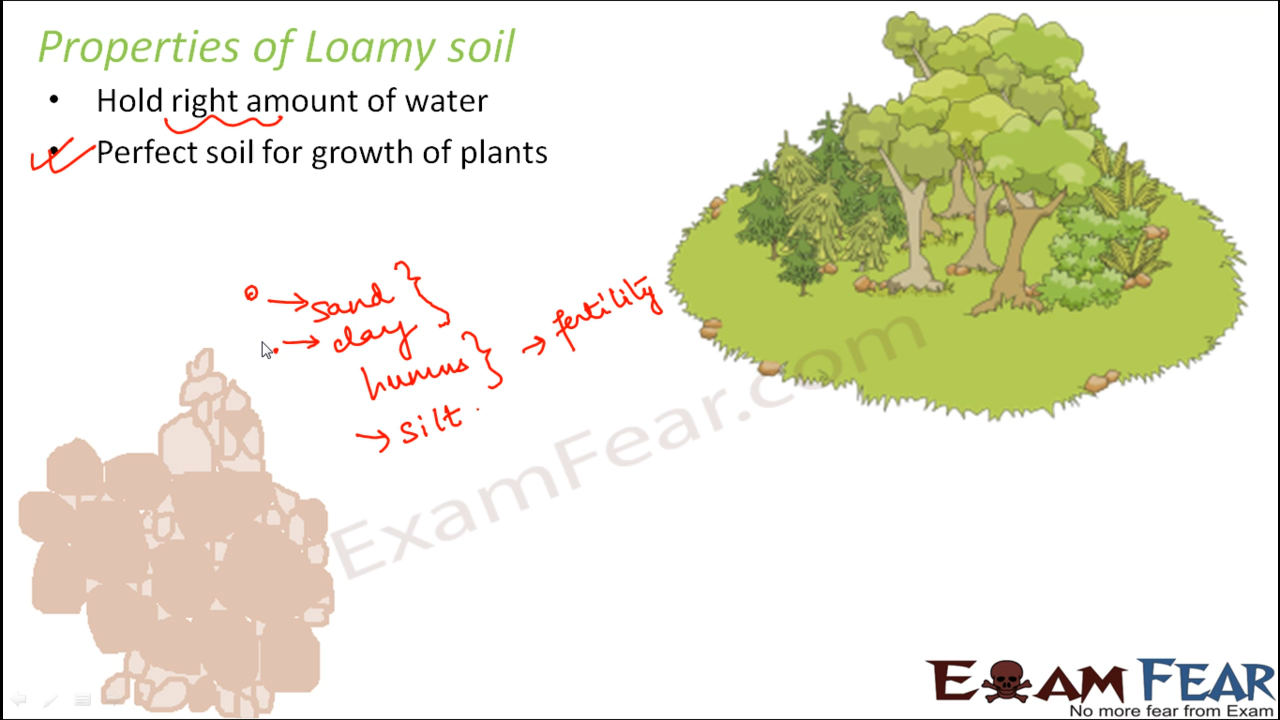 Properties of Loamy soil
• Hold right amount of water
• Perfect soil for growth of plants
→ sand
→ clay
humus
→ fertility
→ silt
ExamFear.com
EXAM FEAR
No more fear from Exam